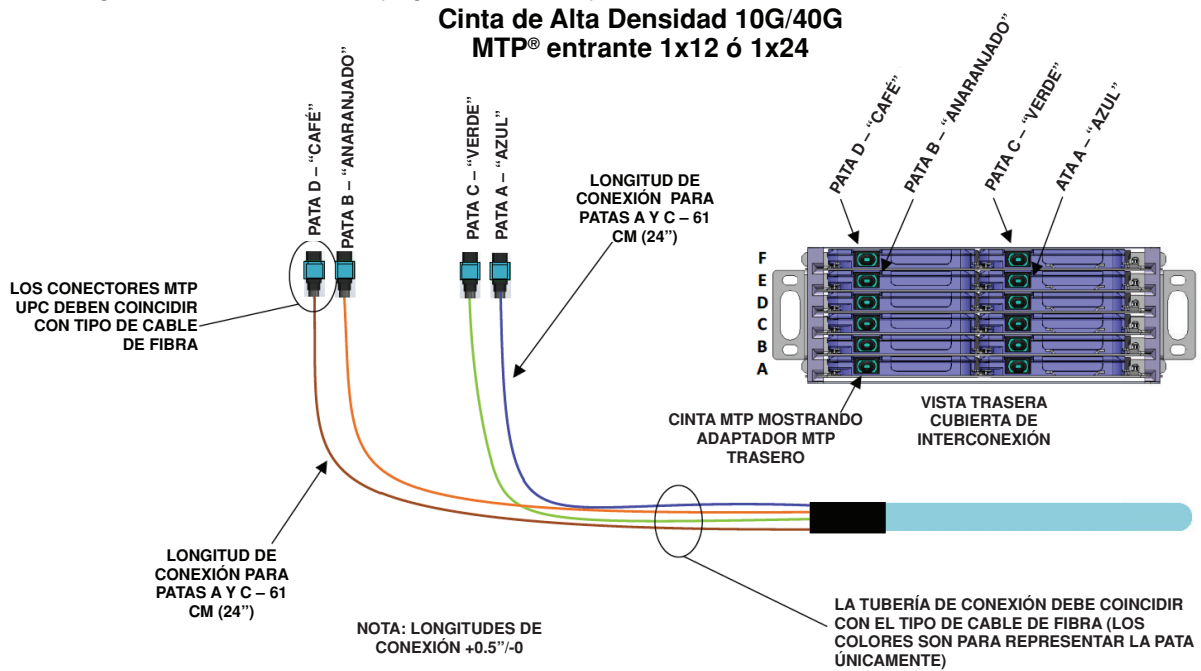 Cinta de Alta Densidad 10G/40G
MTP® entrante 1x12 ó 1x24
PATA D – “CAFÉ”
PATA B – “ANARANJADO”
PATA C – “VERDE”
PATA A – “AZUL”
LONGITUD DE
CONEXIÓN PARA
PATAS A Y C – 61
CM (24”)
PATA D – “CAFÉ”
PATA B – “ANARANJADO”
PATA C – “VERDE”
ATA A – “AZUL”
LOS CONECTORES MTP
UPC DEBEN COINCIDIR
CON TIPO DE CABLE
DE FIBRA
F
E
D
C
B
A
CINTA MTP MOSTRANDO
ADAPTADOR MTP
TRASERO
VISTA TRASERA
CUBIERTA DE
INTERCONEXIÓN
LONGITUD DE
CONEXIÓN PARA
PATAS A Y C – 61
CM (24”)
NOTA: LONGITUDES DE
CONEXIÓN +0.5”/-0
LA TUBERÍA DE CONEXIÓN DEBE COINCIDIR
CON EL TIPO DE CABLE DE FIBRA (LOS
COLORES SON PARA REPRESENTAR LA PATA
ÚNICAMENTE)